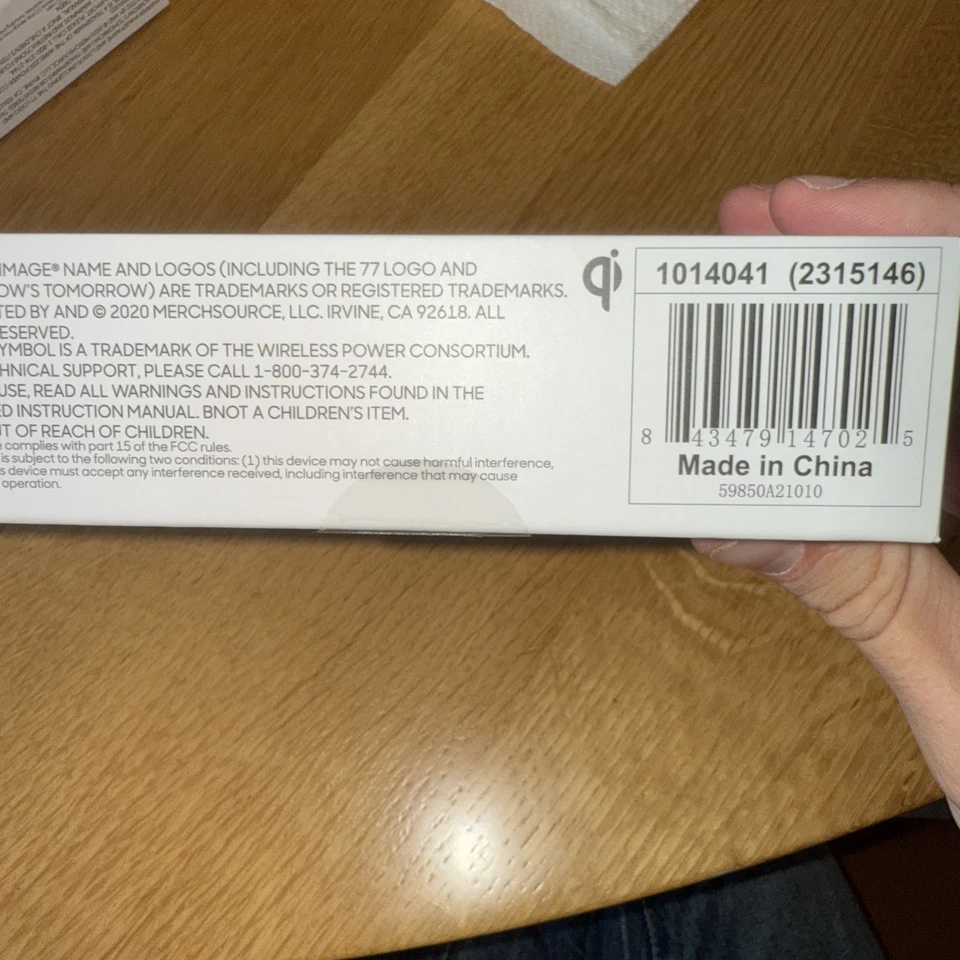 IMAGE® NAME AND LOGOS (INCLUDING THE 77 LOGO AND
OW'S TOMORROW) ARE TRADEMARKS OR REGISTERED TRADEMARKS.
TED BY AND © 2020 MERCHSOURCE, LLC. IRVINE, CA 92618. ALL
ESERVED.
YMBOL IS A TRADEMARK OF THE WIRELESS POWER CONSORTIUM.
HNICAL SUPPORT, PLEASE CALL 1-800-374-2744.
USE, READ ALL WARNINGS AND INSTRUCTIONS FOUND IN THE
ED INSTRUCTION MANUAL. BNOT A CHILDREN'S ITEM.
UT OF REACH OF CHILDREN.
e complies with part 15 of the FCC rules.
is subject to the following two conditions: (1) this device may not cause harmful interference,
s device must accept any interference received, including interference that may cause
operation.
qi
1014041 (2315146)
8 43479 14702 5
Made in China
59850A21010